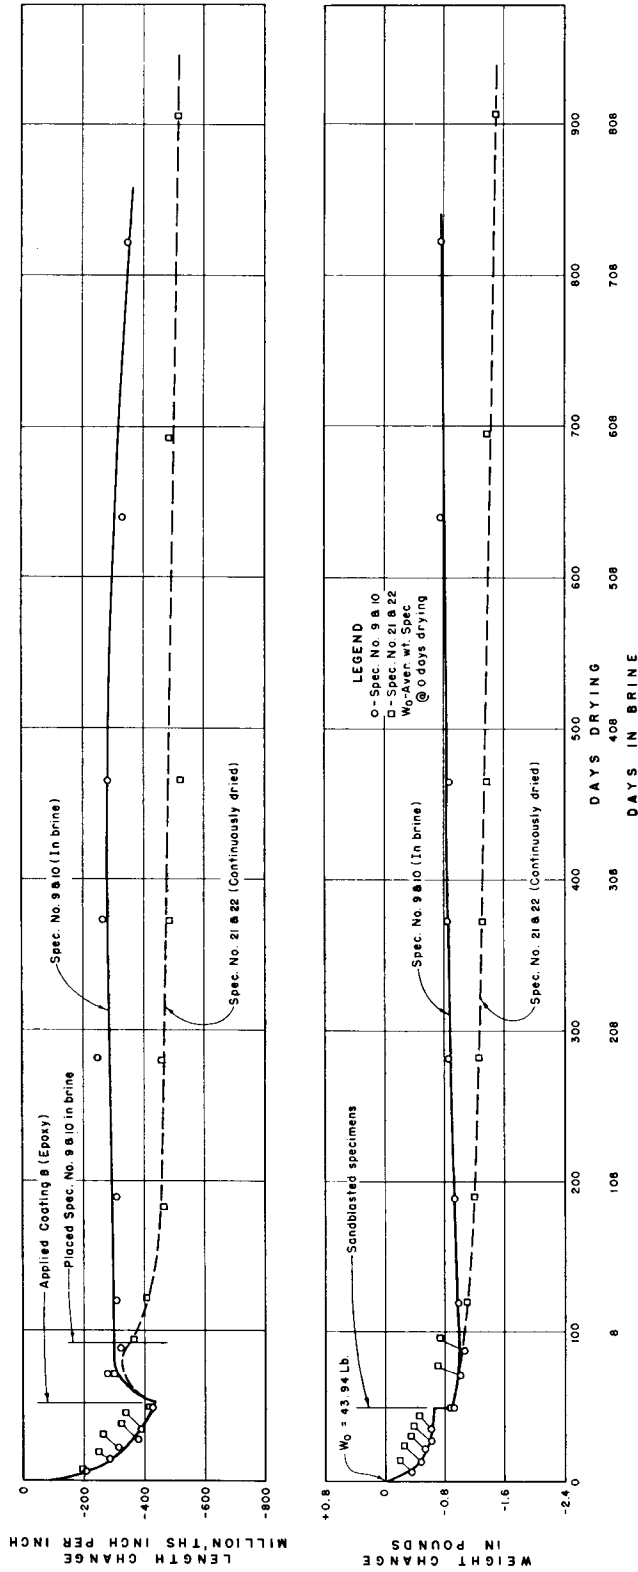 LENGTH CHANGE
MILLION'THS INCH PER INCH
0
-200
-400
-600
-800
Applied Coating B (Epoxy)
Placed Spec. No. 9 & 10 in brine
Spec. No. 9 & 10 (In brine)
Spec. No. 21 & 22 (Continuously dried)
WEIGHT CHANGE
IN POUNDS
+0.8
0
-0.8
-1.6
-2.4
W0 = 43.94 Lb.
Sandblasted specimens
Spec. No. 9 & 10 (In brine)
Spec. No. 21 & 22 (Continuously dried)
LEGEND
○ - Spec. No. 9 & 10
□ - Spec. No. 21 & 22
W0 - Aver. wt. Spec
@ 0 days drying
0 100 200 300 400 500 600 700 800 900
DAYS DRYING
8 108 208 308 408 508 608 708 808
DAYS IN BRINE